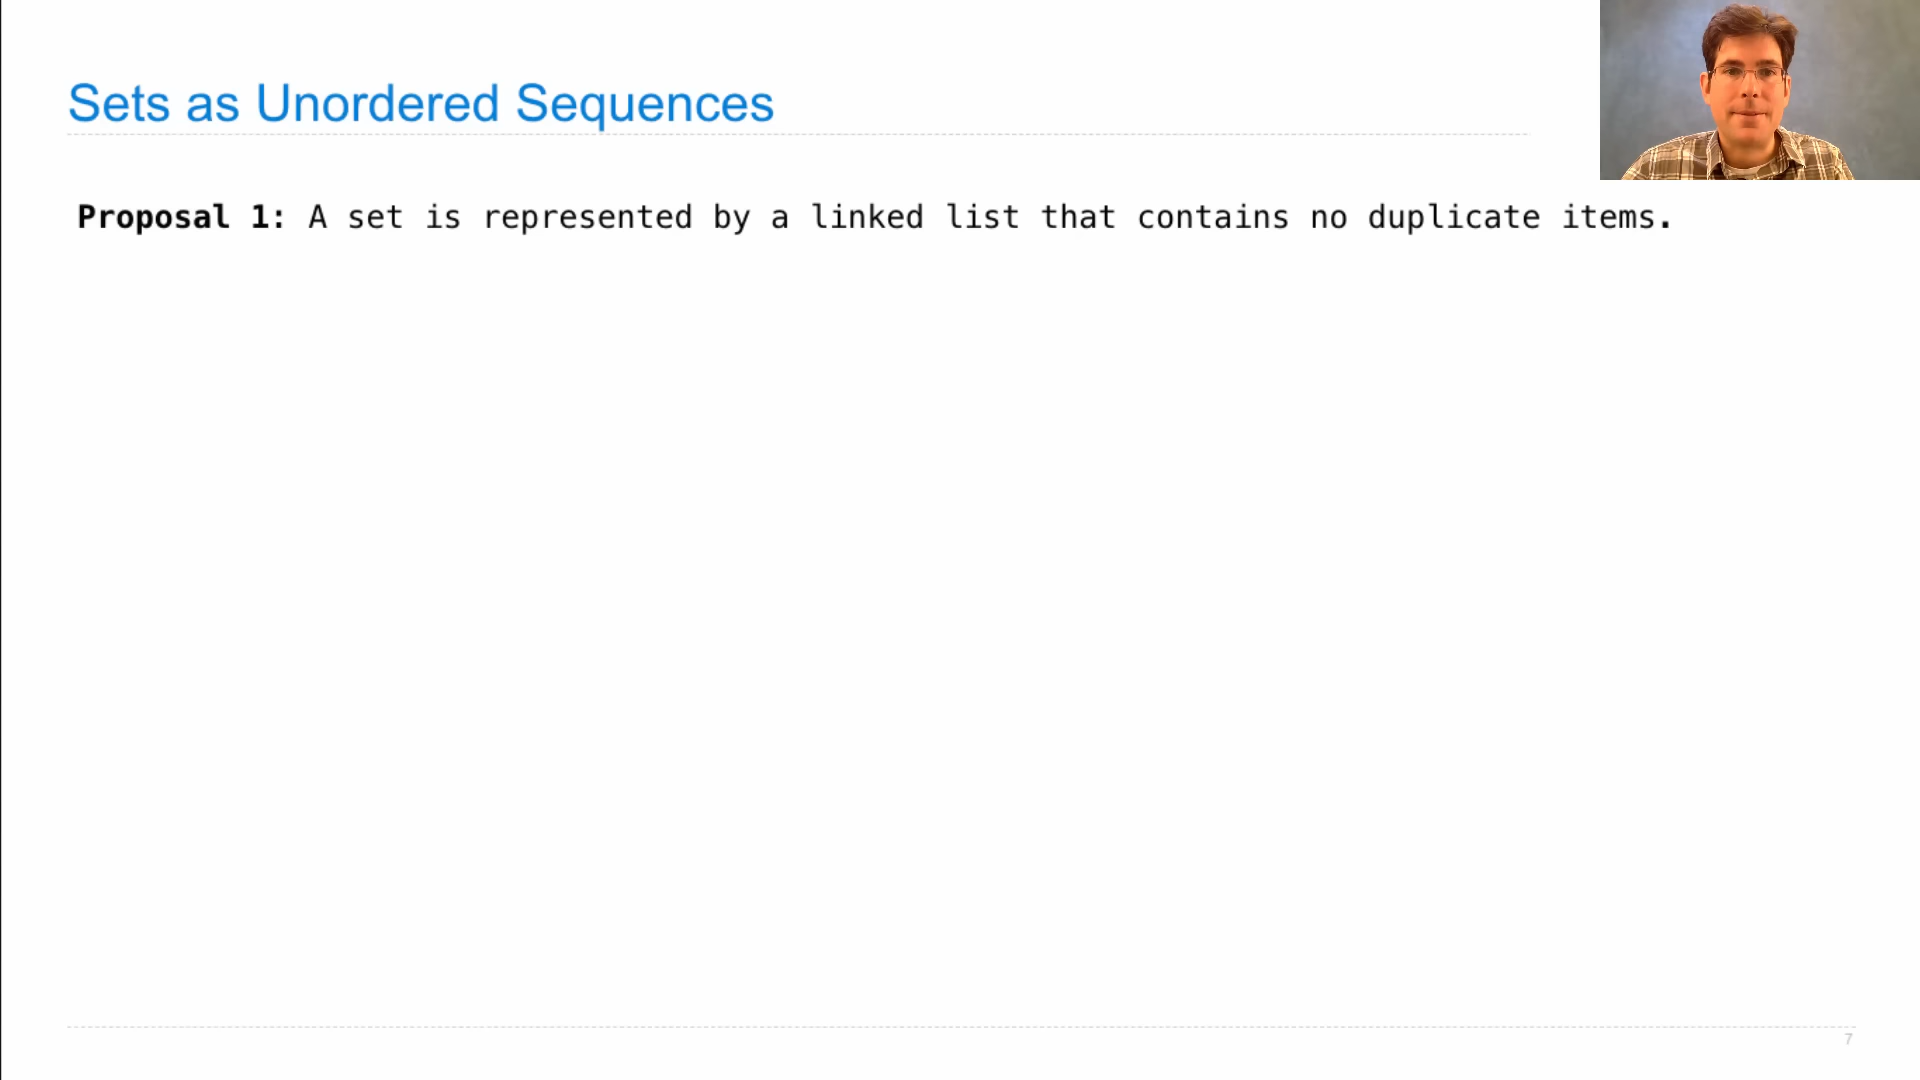 Sets as Unordered Sequences
Proposal 1: A set is represented by a linked list that contains no duplicate items.
7